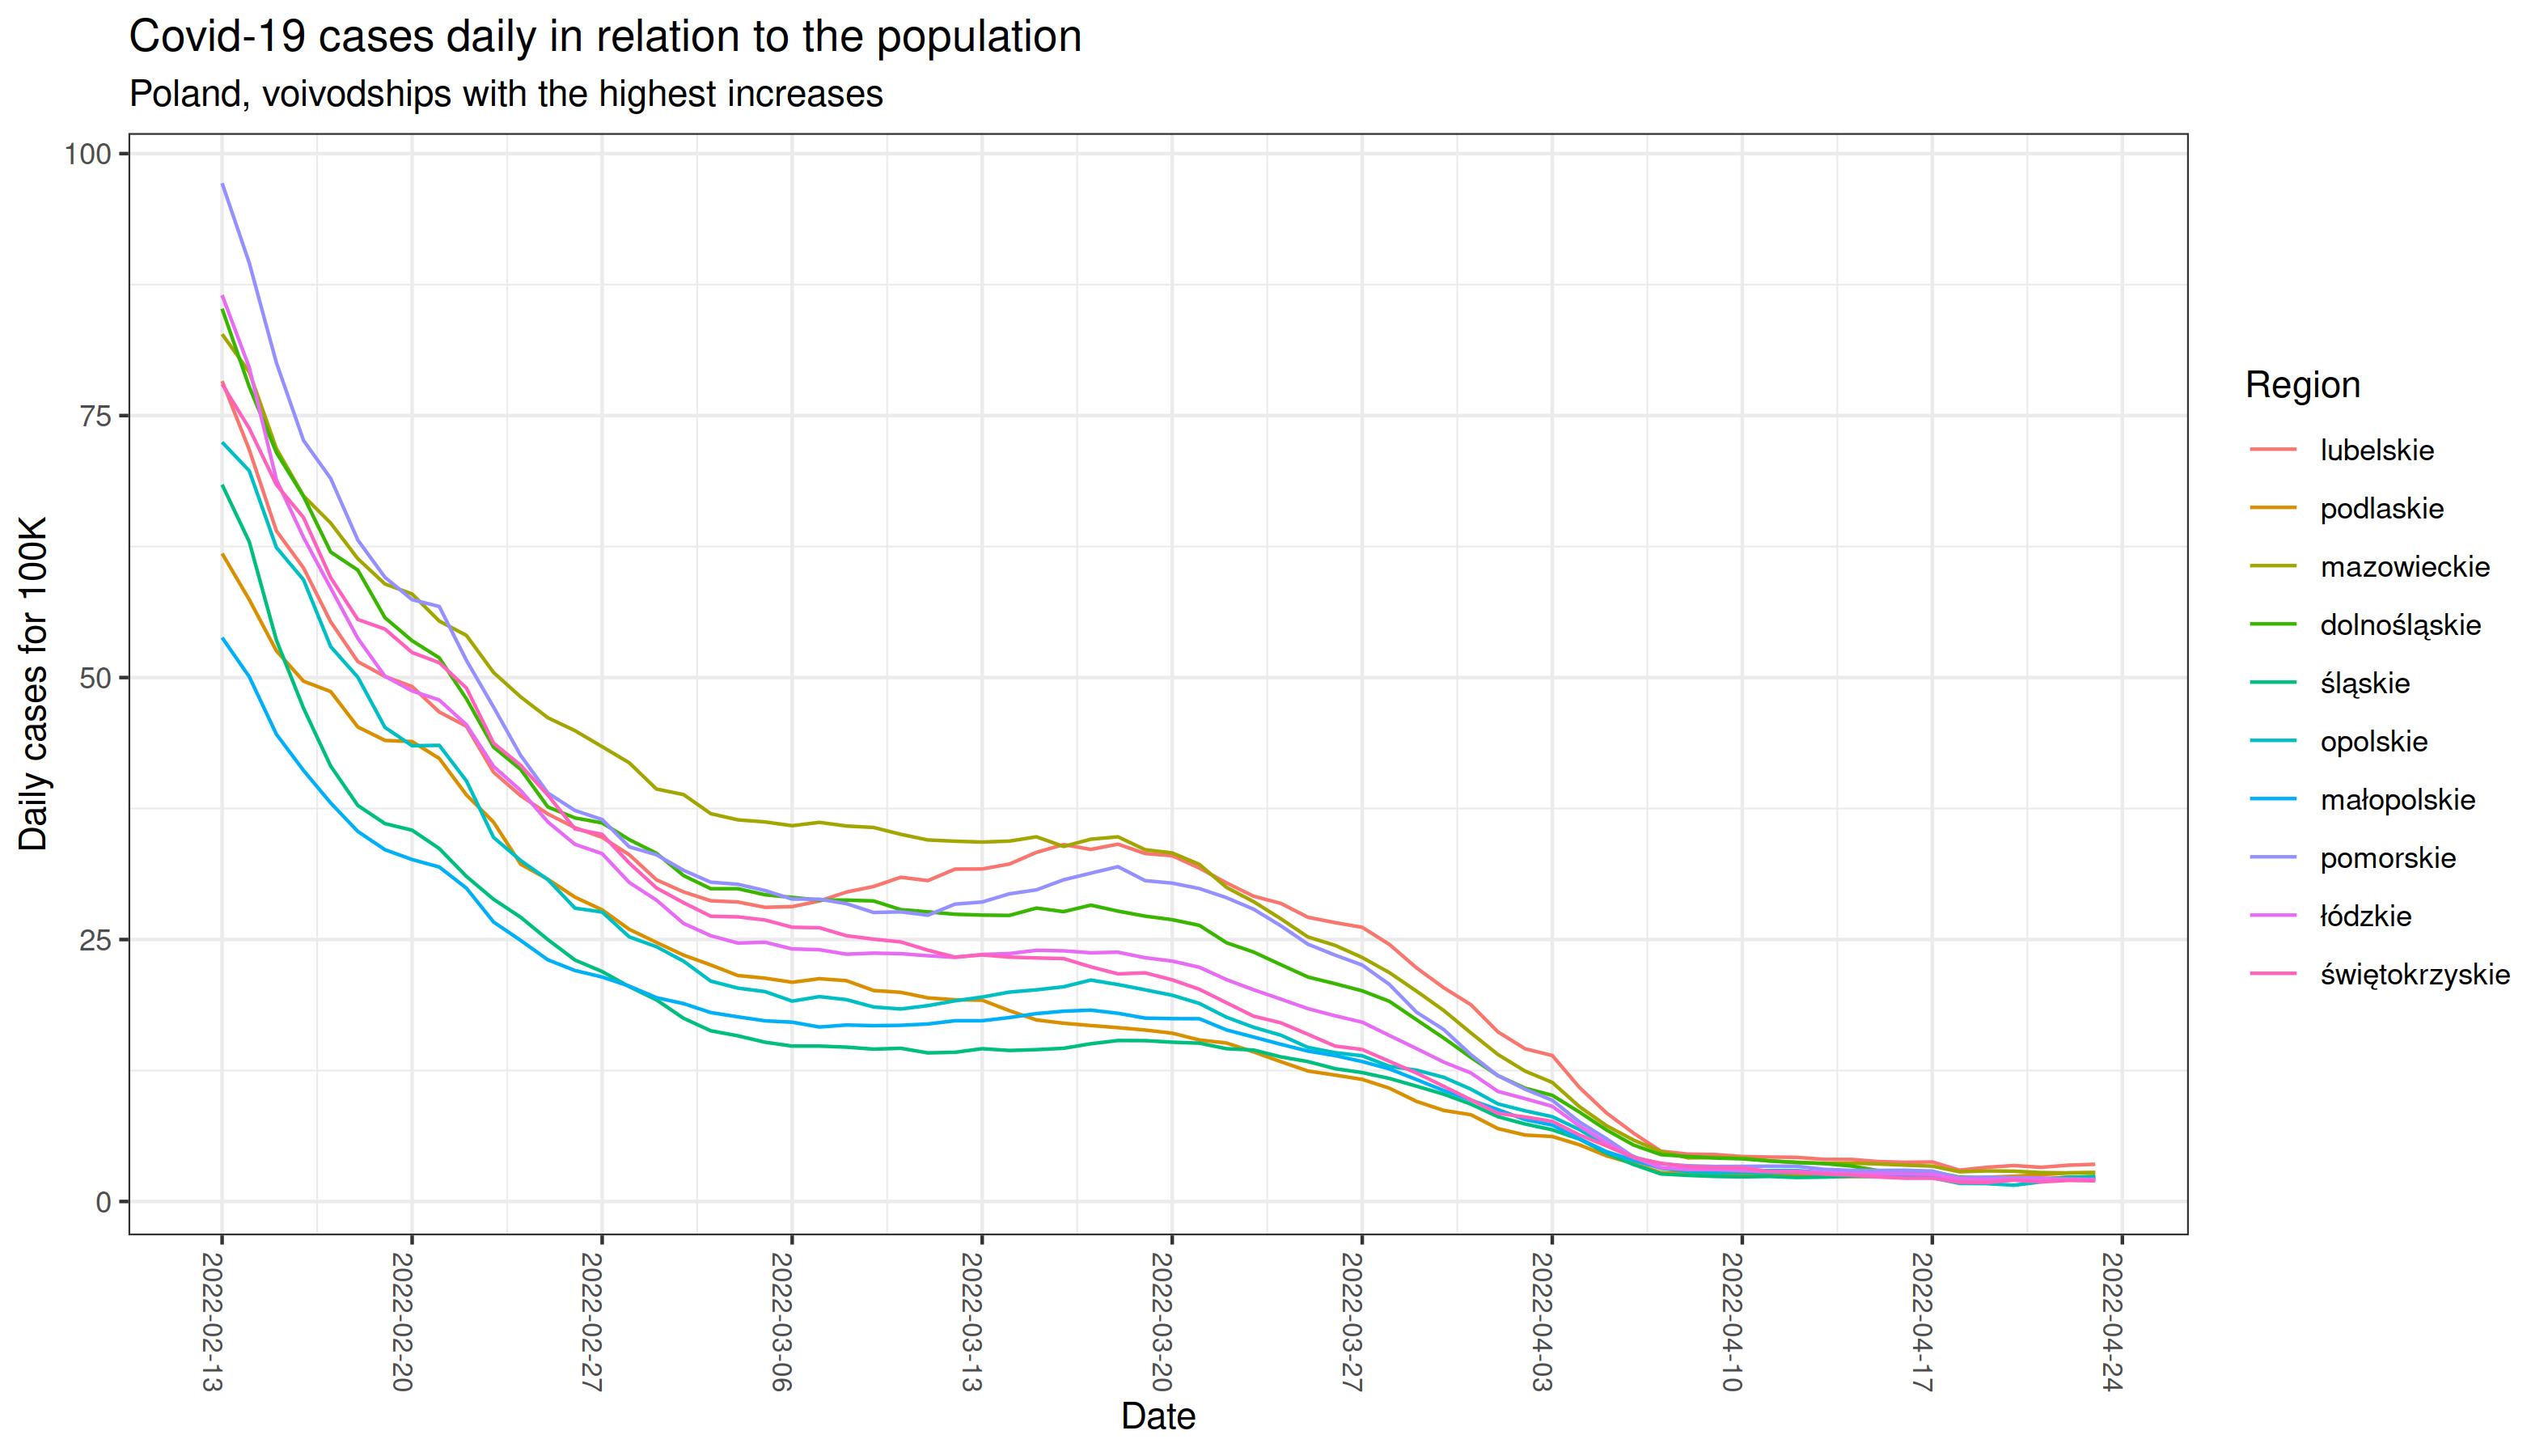 Covid-19 cases daily in relation to the population
Poland, voivodships with the highest increases
Daily cases for 100K
100
75
50
25
0
2022-02-13
2022-02-20
2022-02-27
2022-03-06
2022-03-13
2022-03-20
2022-03-27
2022-04-03
2022-04-10
2022-04-17
2022-04-24
Date
Region
lubelskie
podlaskie
mazowieckie
dolnośląskie
śląskie
opolskie
małopolskie
pomorskie
łódzkie
świętokrzyskie